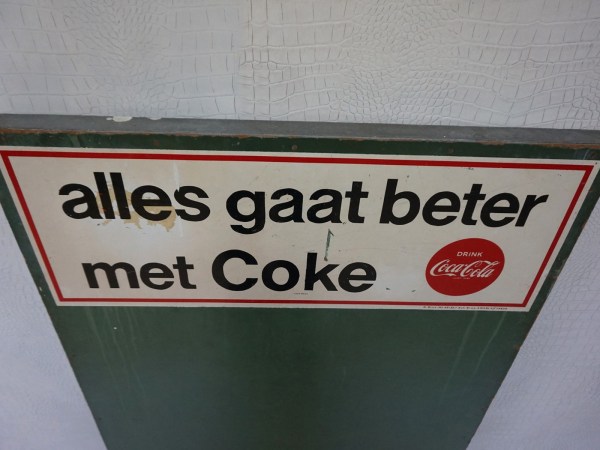 alles gaat beter
met Coke
DRINK
Coca-Cola